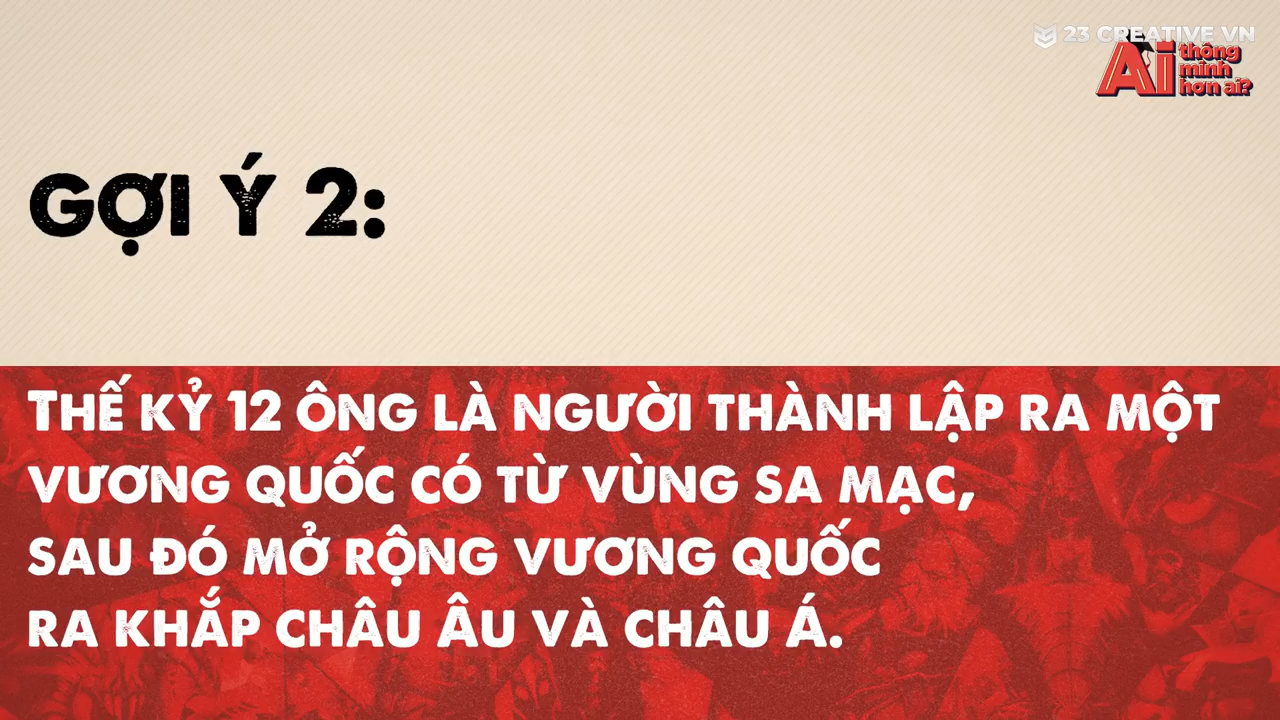 23 CREATIVE VN
Ai thông
minh
hơn ai?
GỢI Ý 2:
THẾ KỶ 12 ÔNG LÀ NGƯỜI THÀNH LẬP RA MỘT
VƯƠNG QUỐC CÓ TỪ VÙNG SA MẠC,
SAU ĐÓ MỞ RỘNG VƯƠNG QUỐC
RA KHẮP CHÂU ÂU VÀ CHÂU Á.